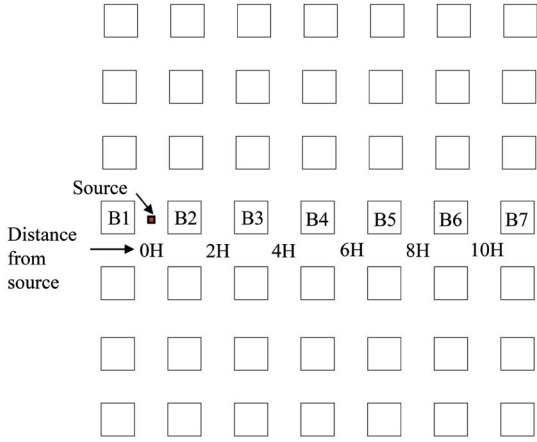 Source
B1 B2 B3 B4 B5 B6 B7
Distance
from
source
0H 2H 4H 6H 8H 10H